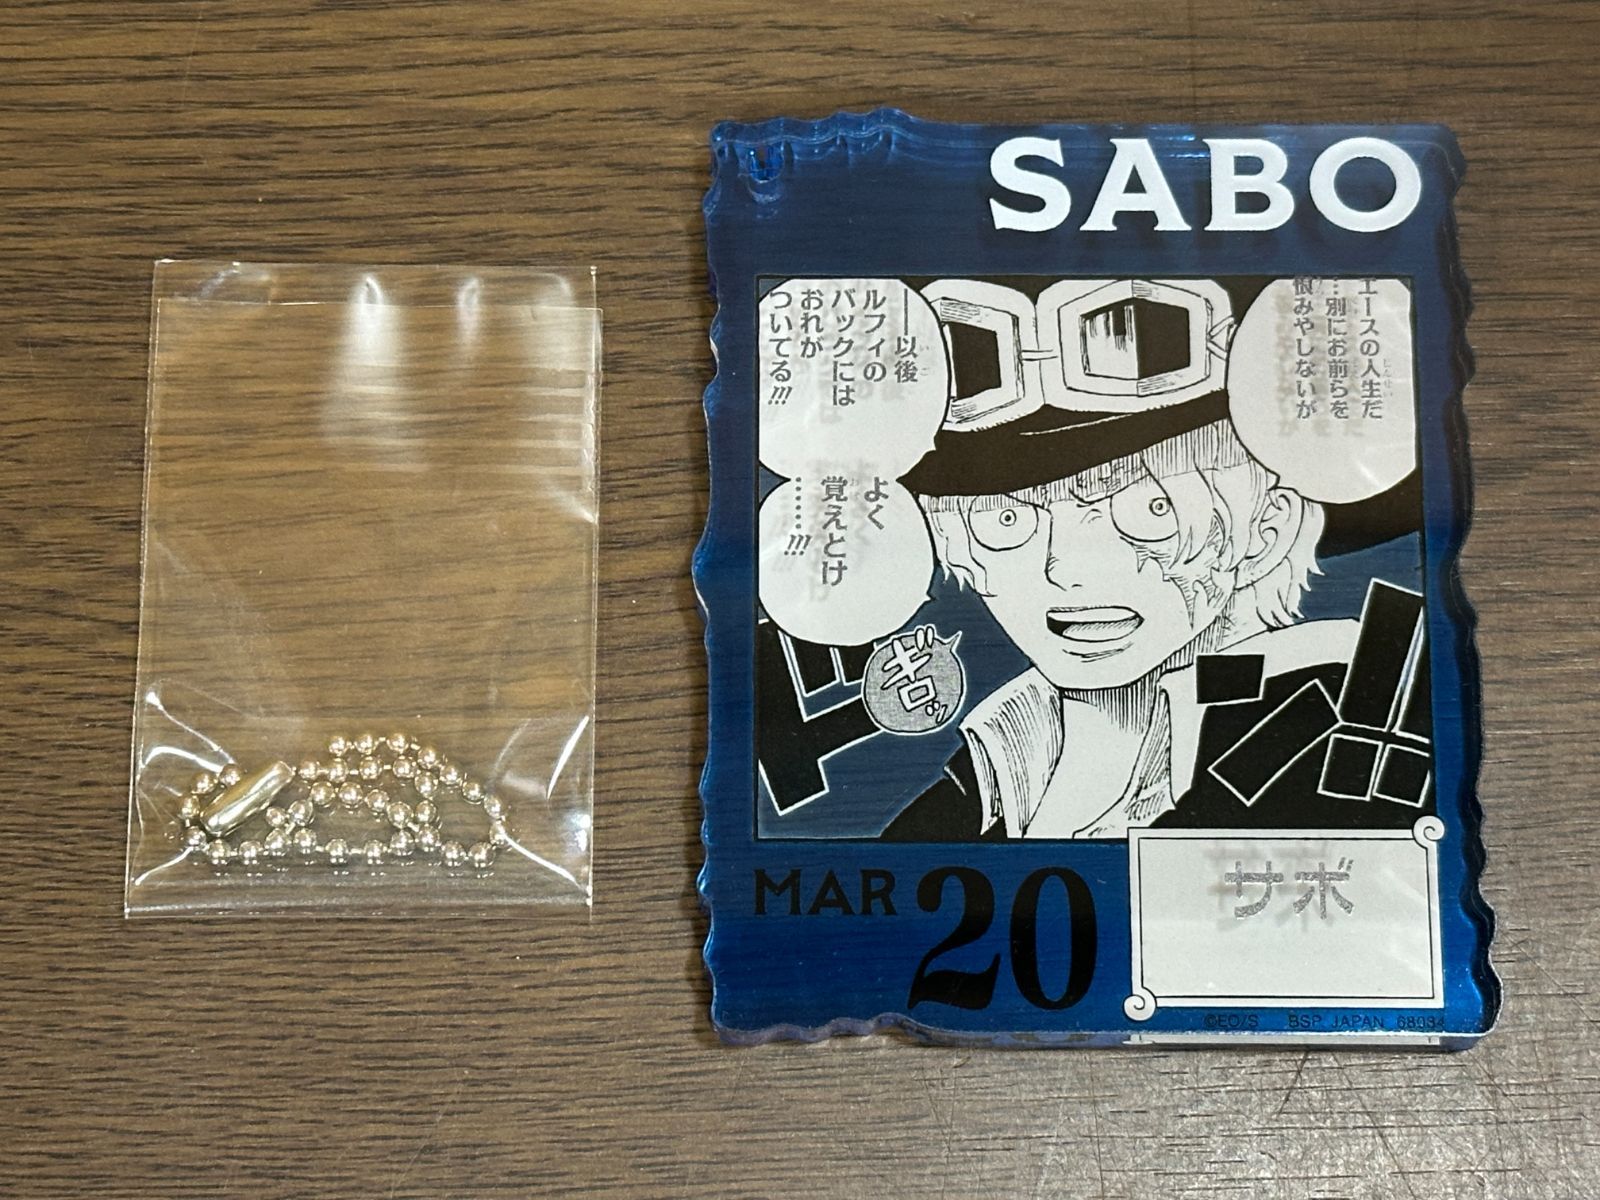 SABO
エースの人生だ
…別にお前らを
恨みやしないが
――以後
ルフィの
バックには
おれが
ついてる!!!
よく
覚えとけ
………!!!
ギロッ
ドン!!
MAR 20
サボ
©EO/S BSP JAPAN 68034